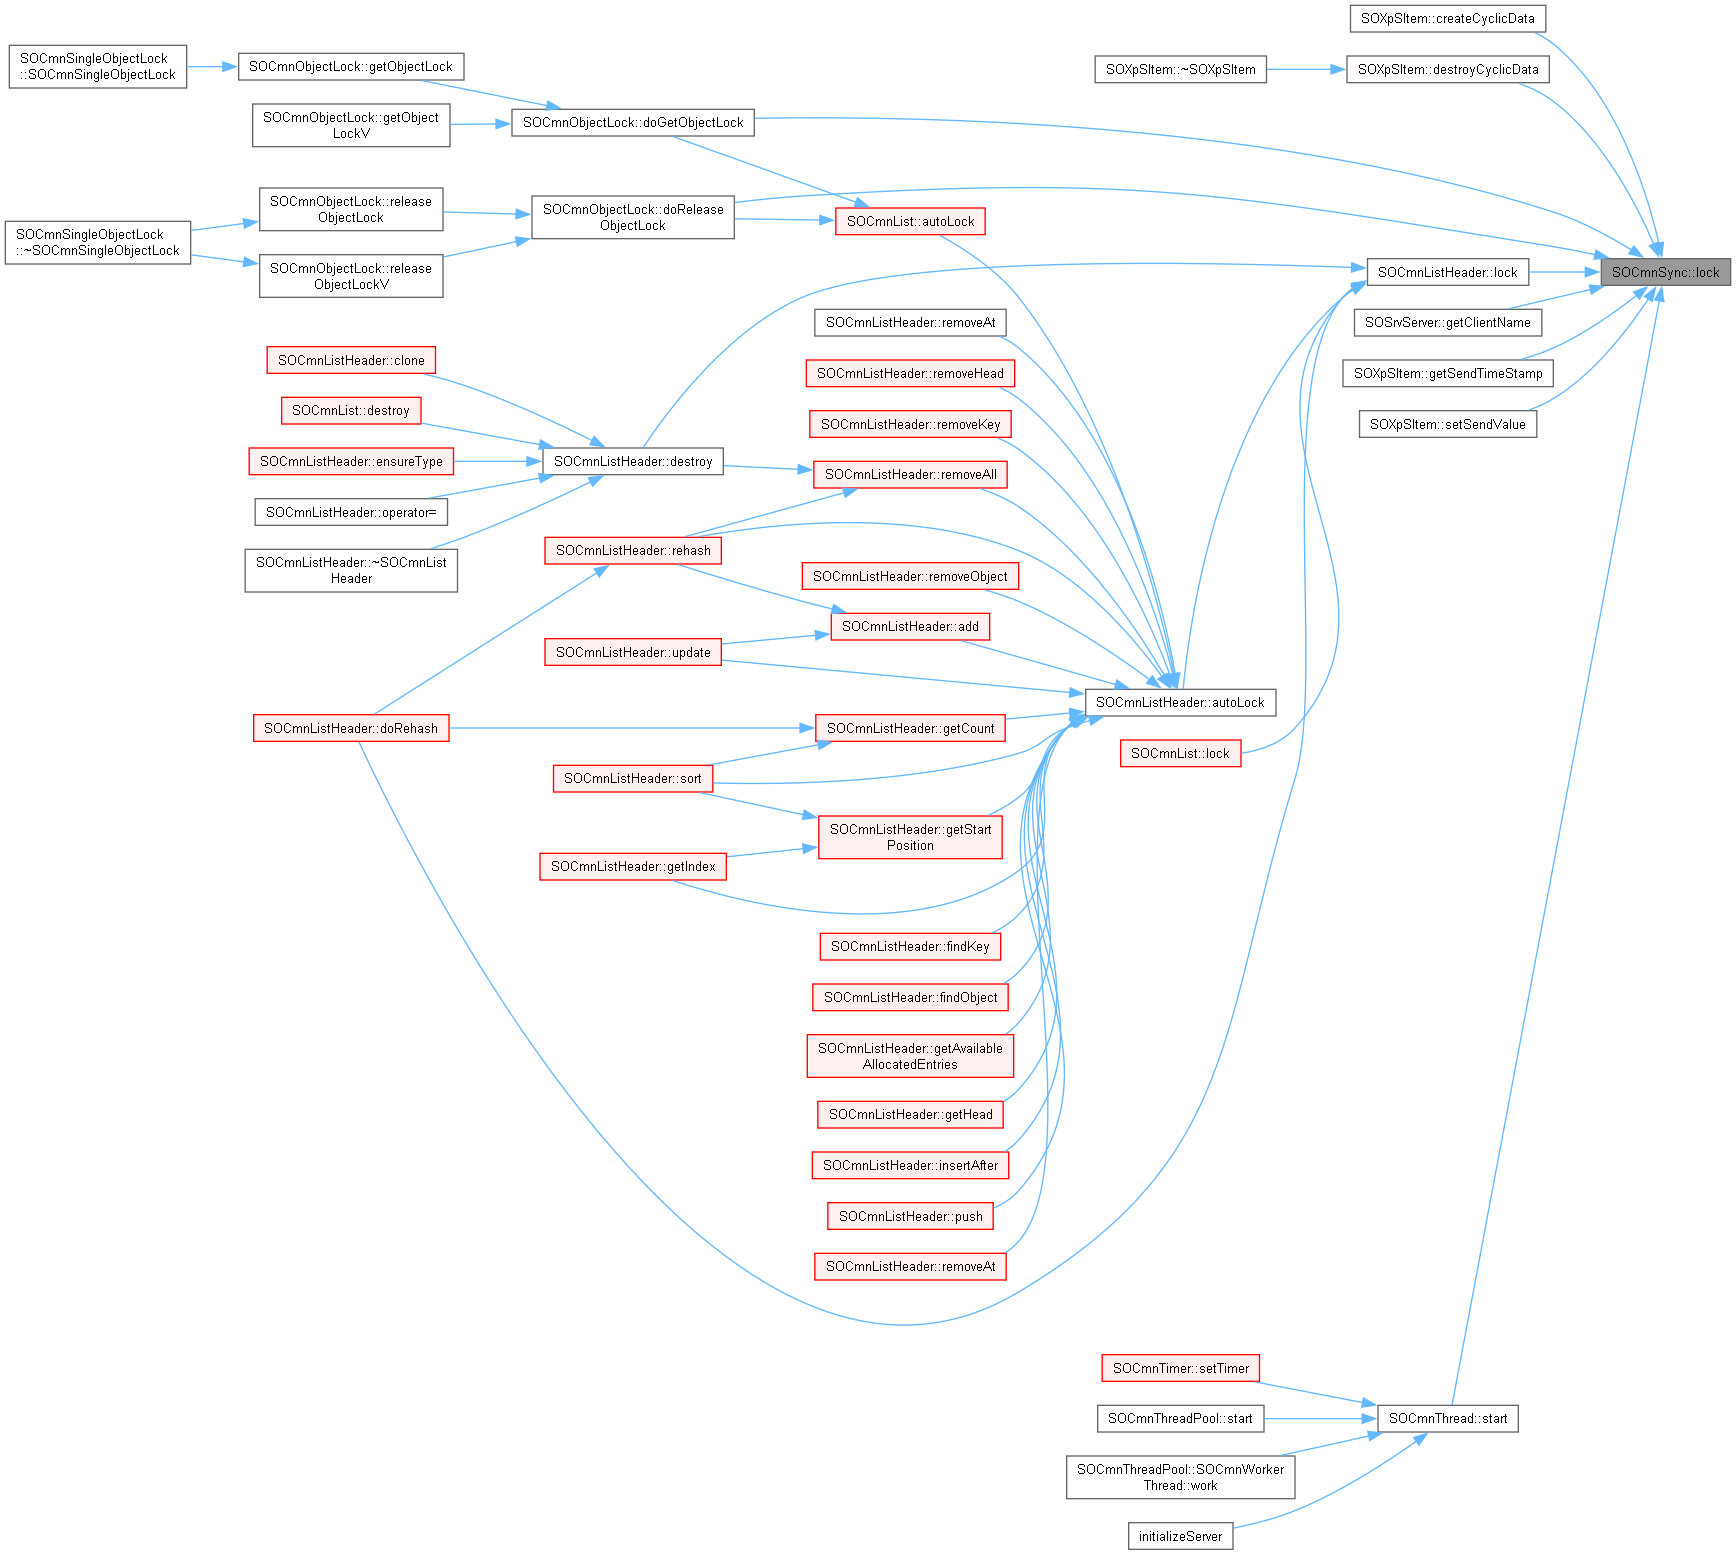 SOXpSItem::createCyclicData
SOCmnSingleObjectLock
::SOCmnSingleObjectLock
SOCmnObjectLock::getObjectLock
SOXpSItem::~SOXpSItem
SOXpSItem::destroyCyclicData
SOCmnObjectLock::getObject
LockV
SOCmnObjectLock::doGetObjectLock
SOCmnObjectLock::release
ObjectLock
SOCmnObjectLock::doRelease
ObjectLock
SOCmnList::autoLock
SOCmnSingleObjectLock
::~SOCmnSingleObjectLock
SOCmnObjectLock::release
ObjectLockV
SOCmnListHeader::lock
SOCmnSync::lock
SOCmnListHeader::removeAt
SOSrvServer::getClientName
SOCmnListHeader::clone
SOCmnListHeader::removeHead
SOXpSItem::getSendTimeStamp
SOCmnList::destroy
SOCmnListHeader::removeKey
SOXpSItem::setSendValue
SOCmnListHeader::ensureType
SOCmnListHeader::destroy
SOCmnListHeader::removeAll
SOCmnListHeader::operator=
SOCmnListHeader::~SOCmnList
Header
SOCmnListHeader::rehash
SOCmnListHeader::removeObject
SOCmnListHeader::add
SOCmnListHeader::update
SOCmnListHeader::autoLock
SOCmnListHeader::doRehash
SOCmnListHeader::getCount
SOCmnList::lock
SOCmnListHeader::sort
SOCmnListHeader::getStart
Position
SOCmnListHeader::getIndex
SOCmnListHeader::findKey
SOCmnListHeader::findObject
SOCmnListHeader::getAvailable
AllocatedEntries
SOCmnListHeader::getHead
SOCmnListHeader::insertAfter
SOCmnListHeader::push
SOCmnListHeader::removeAt
SOCmnTimer::setTimer
SOCmnThreadPool::start
SOCmnThread::start
SOCmnThreadPool::SOCmnWorker
Thread::work
initializeServer